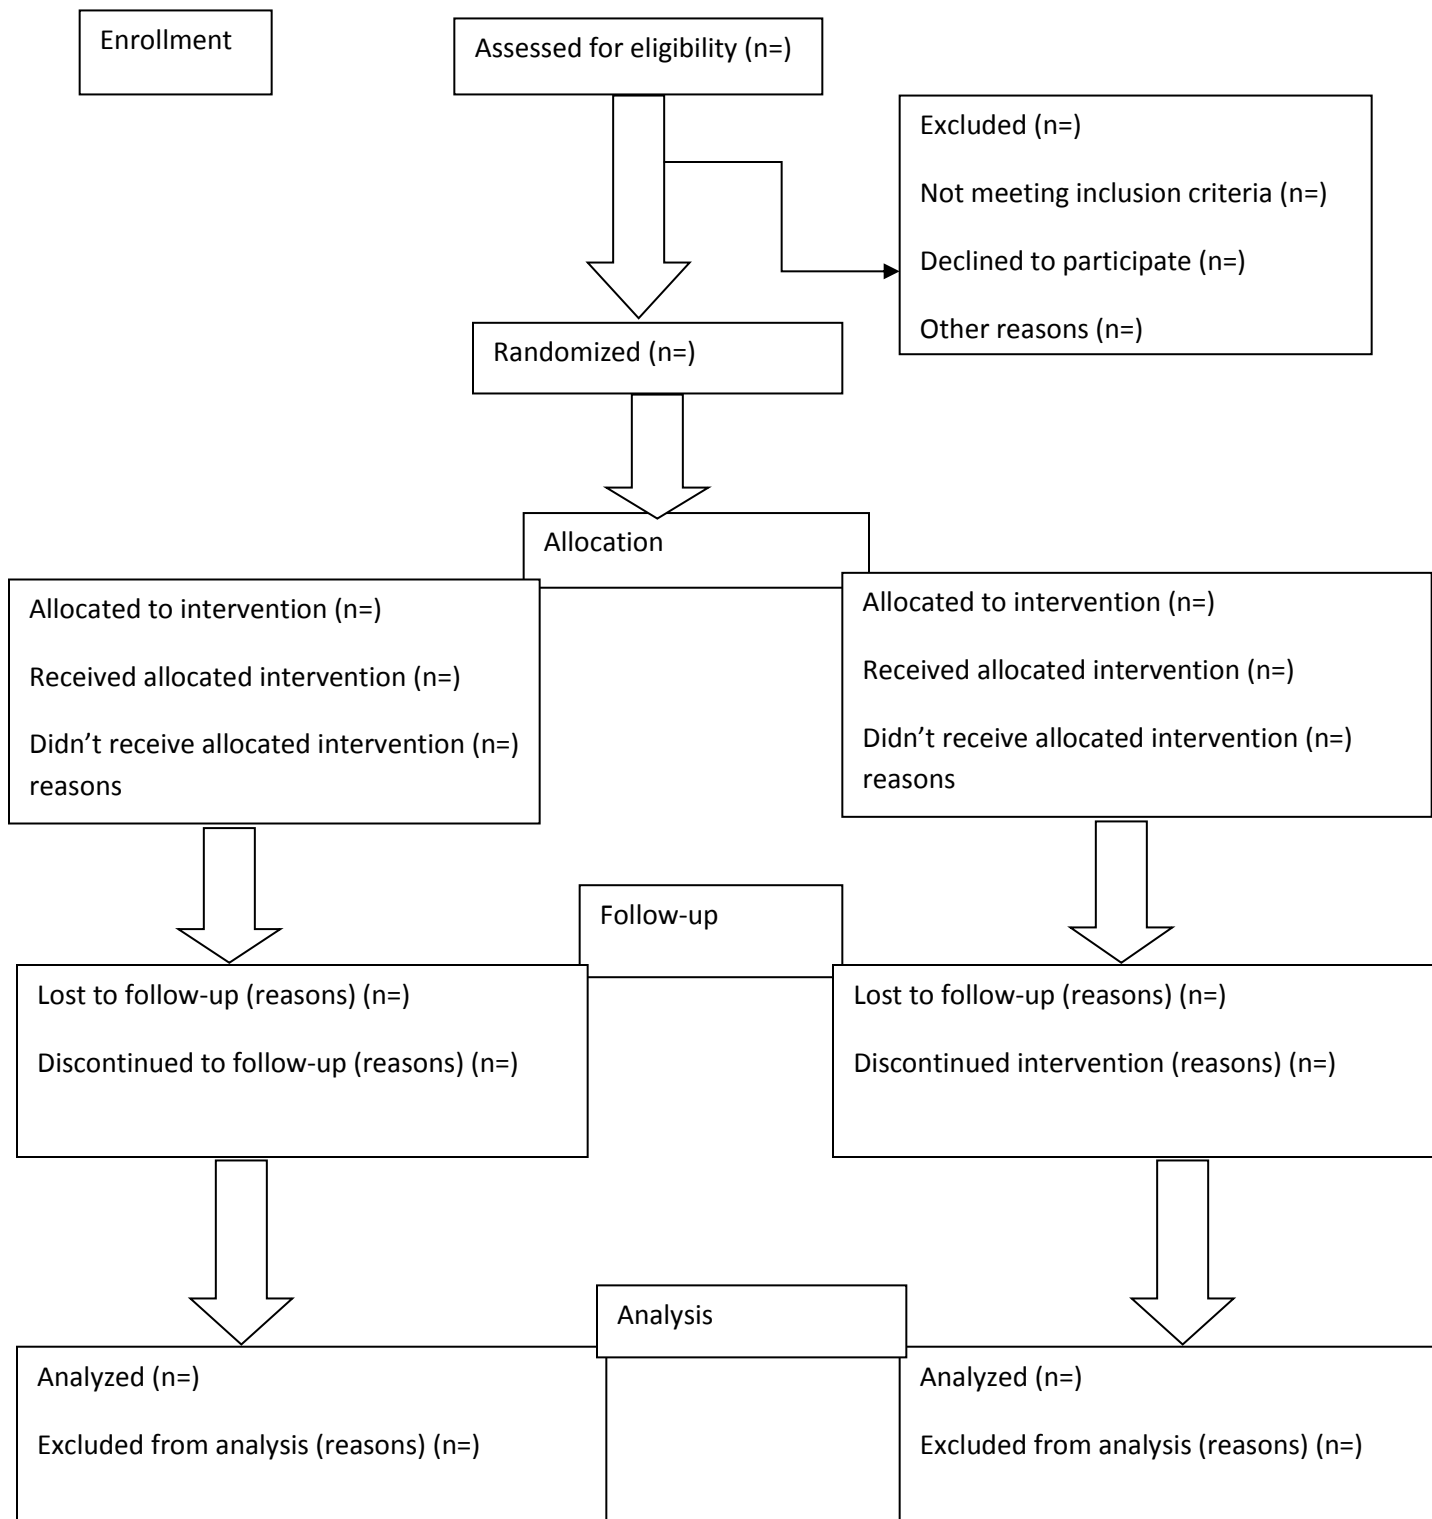 Enrollment
Assessed for eligibility (n=)
Excluded (n=)
Not meeting inclusion criteria (n=)
Declined to participate (n=)
Other reasons (n=)
Randomized (n=)
Allocation
Allocated to intervention (n=)
Received allocated intervention (n=)
Didn’t receive allocated intervention (n=)
reasons
Allocated to intervention (n=)
Received allocated intervention (n=)
Didn’t receive allocated intervention (n=)
reasons
Follow-up
Lost to follow-up (reasons) (n=)
Discontinued to follow-up (reasons) (n=)
Lost to follow-up (reasons) (n=)
Discontinued intervention (reasons) (n=)
Analysis
Analyzed (n=)
Excluded from analysis (reasons) (n=)
Analyzed (n=)
Excluded from analysis (reasons) (n=)